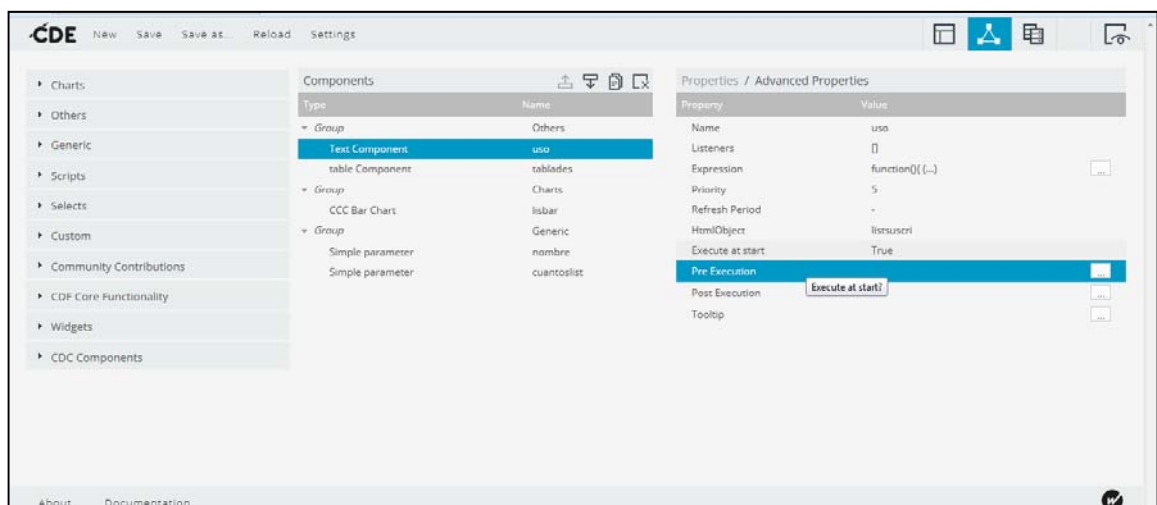 CDE New Save Save as... Reload Settings
Charts
Others
Generic
Scripts
Selects
Custom
Community Contributions
CDF Core Functionality
Widgets
CDC Components
Components
Type Name
Group Others
Text Component uso
table Component tablades
Group Charts
CCC Bar Chart lisbar
Group Generic
Simple parameter nombre
Simple parameter cuantoslist
Properties / Advanced Properties
Property Value
Name uso
Listeners []
Expression function(){ (...) ...
Priority 5
Refresh Period -
HtmlObject listsuscri
Execute at start True
Pre Execution ...
Execute at start?
Post Execution ...
Tooltip ...
About Documentation